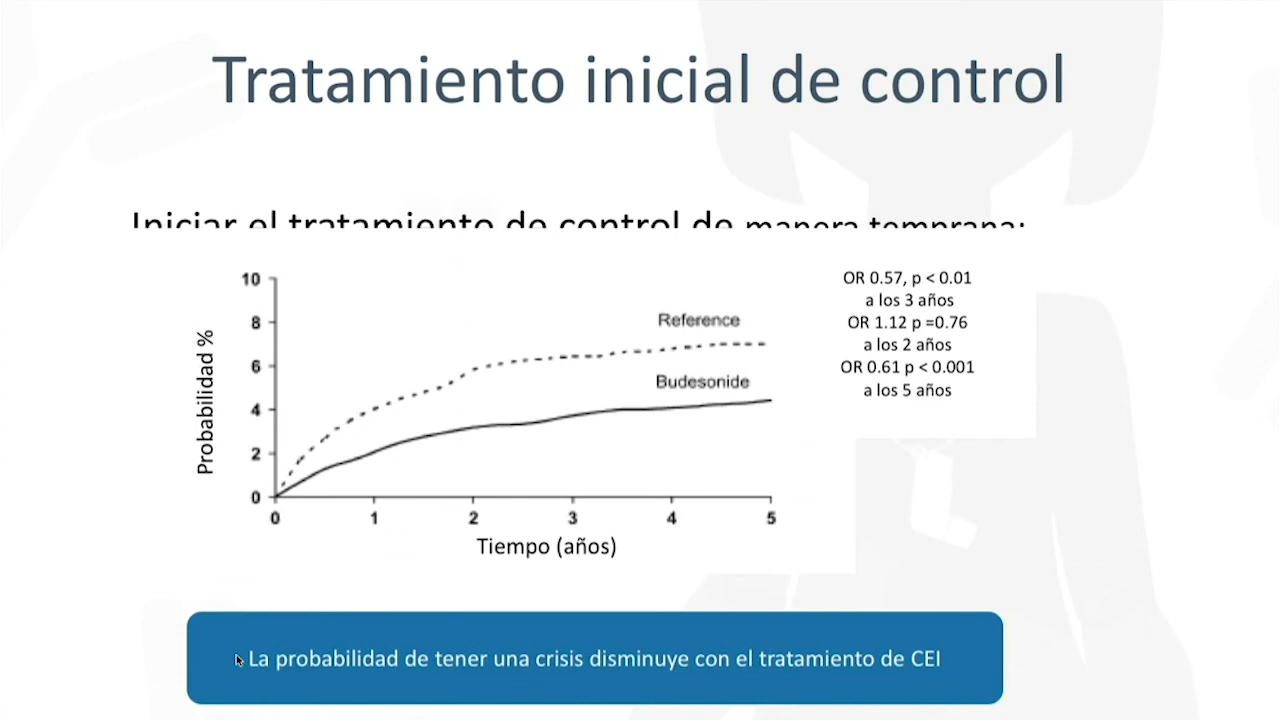 Tratamiento inicial de control
Iniciar el tratamiento de control de manera temprana:
10
8
6
4
2
0
Probabilidad %
Reference
Budesonide
0 1 2 3 4 5
Tiempo (años)
OR 0.57, p < 0.01
a los 3 años
OR 1.12 p =0.76
a los 2 años
OR 0.61 p < 0.001
a los 5 años
La probabilidad de tener una crisis disminuye con el tratamiento de CEI